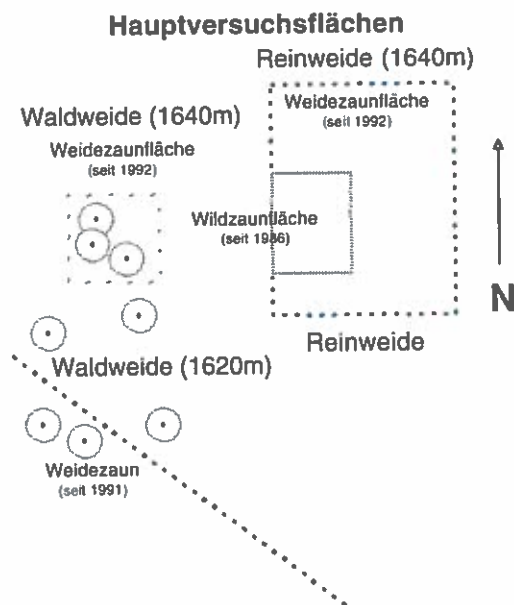 Hauptversuchsflächen
Reinweide (1640m)
Weidezaunfläche
(seit 1992)
Waldweide (1640m)
Weidezaunfläche
(seit 1992)
Wildzaunfläche
(seit 1986)
N
Reinweide
Waldweide (1620m)
Weidezaun
(seit 1991)